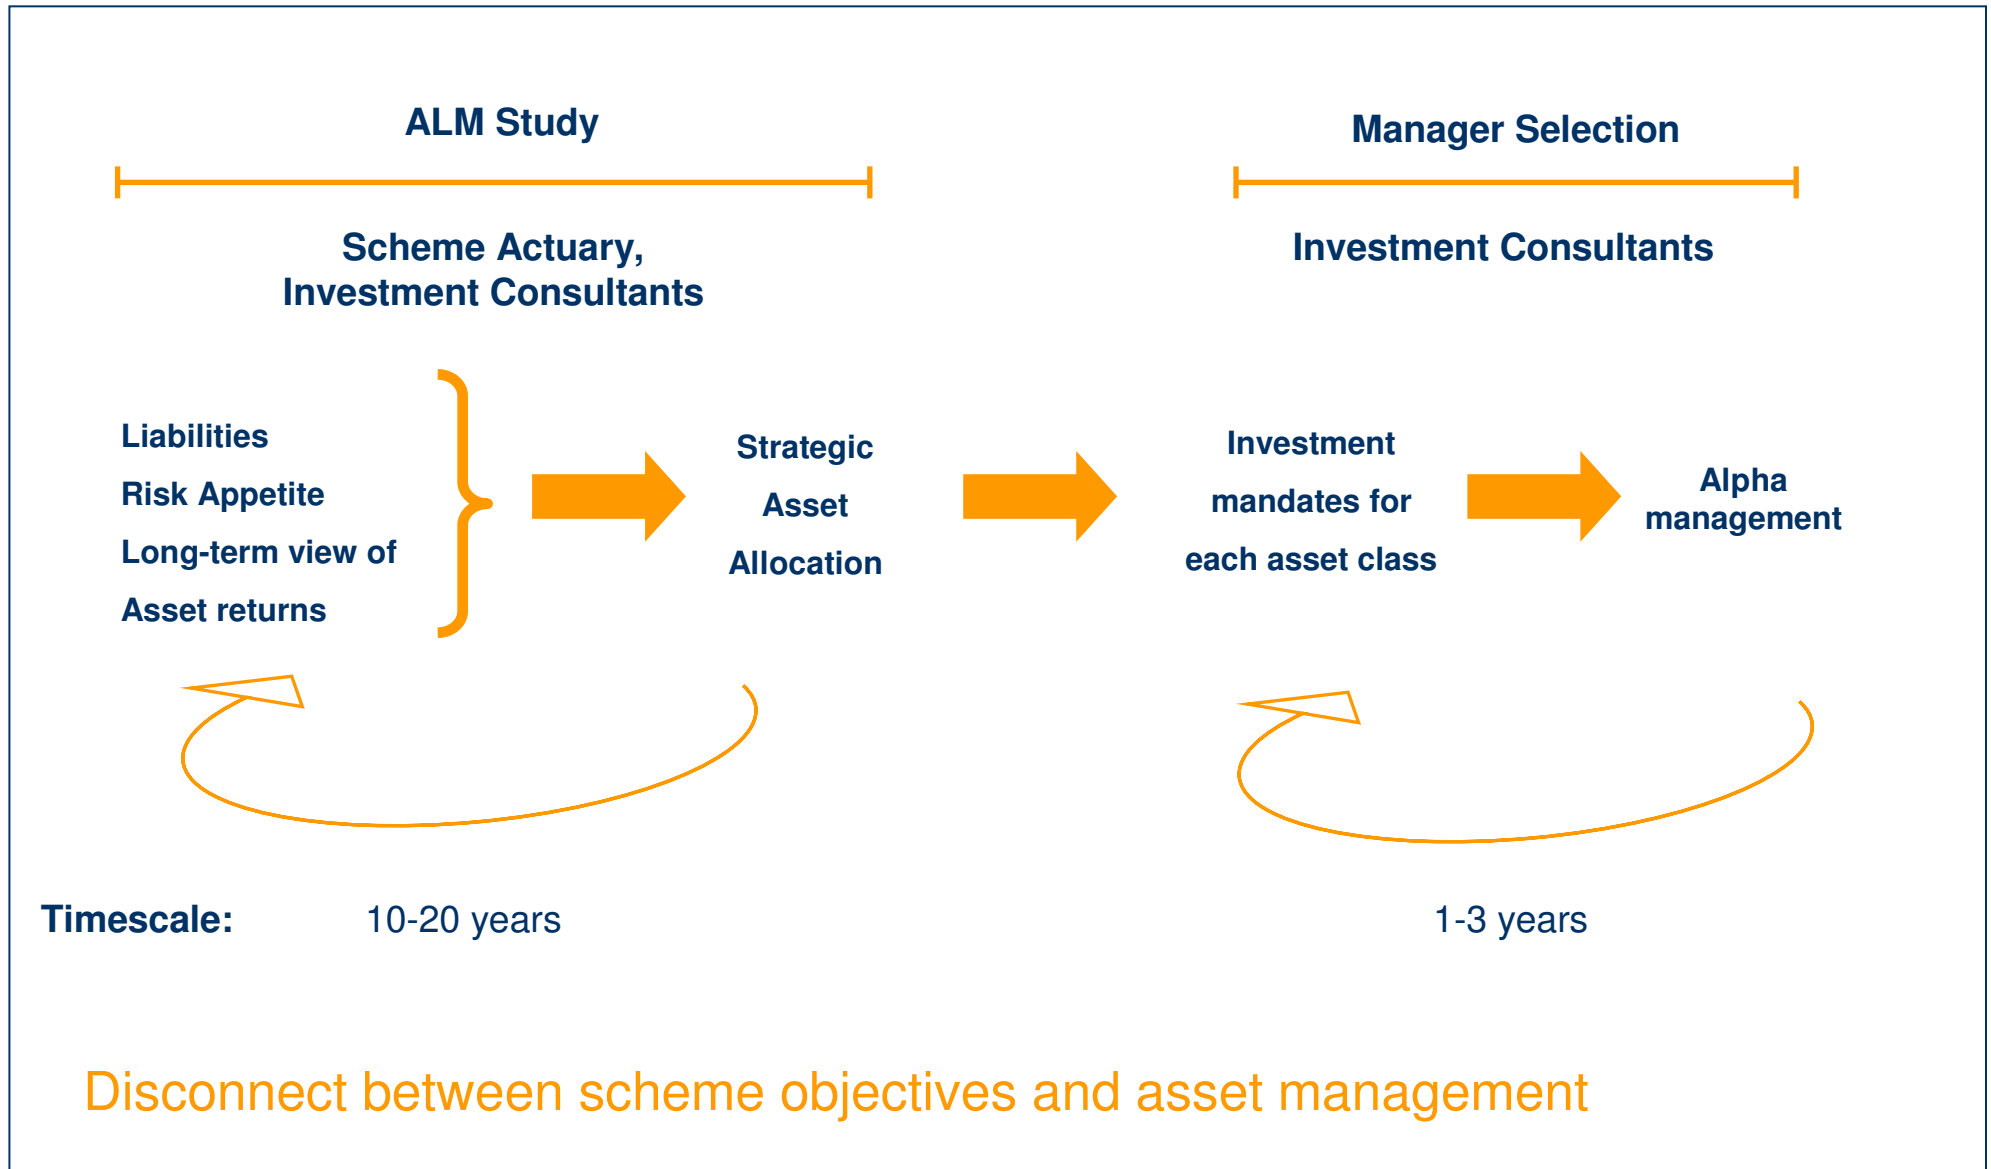 ALM Study
Manager Selection
Scheme Actuary,
Investment Consultants
Investment Consultants
Liabilities
Risk Appetite
Long-term view of
Asset returns
Strategic
Asset
Allocation
Investment
mandates for
each asset class
Alpha
management
Timescale:
10-20 years
1-3 years
Disconnect between scheme objectives and asset management